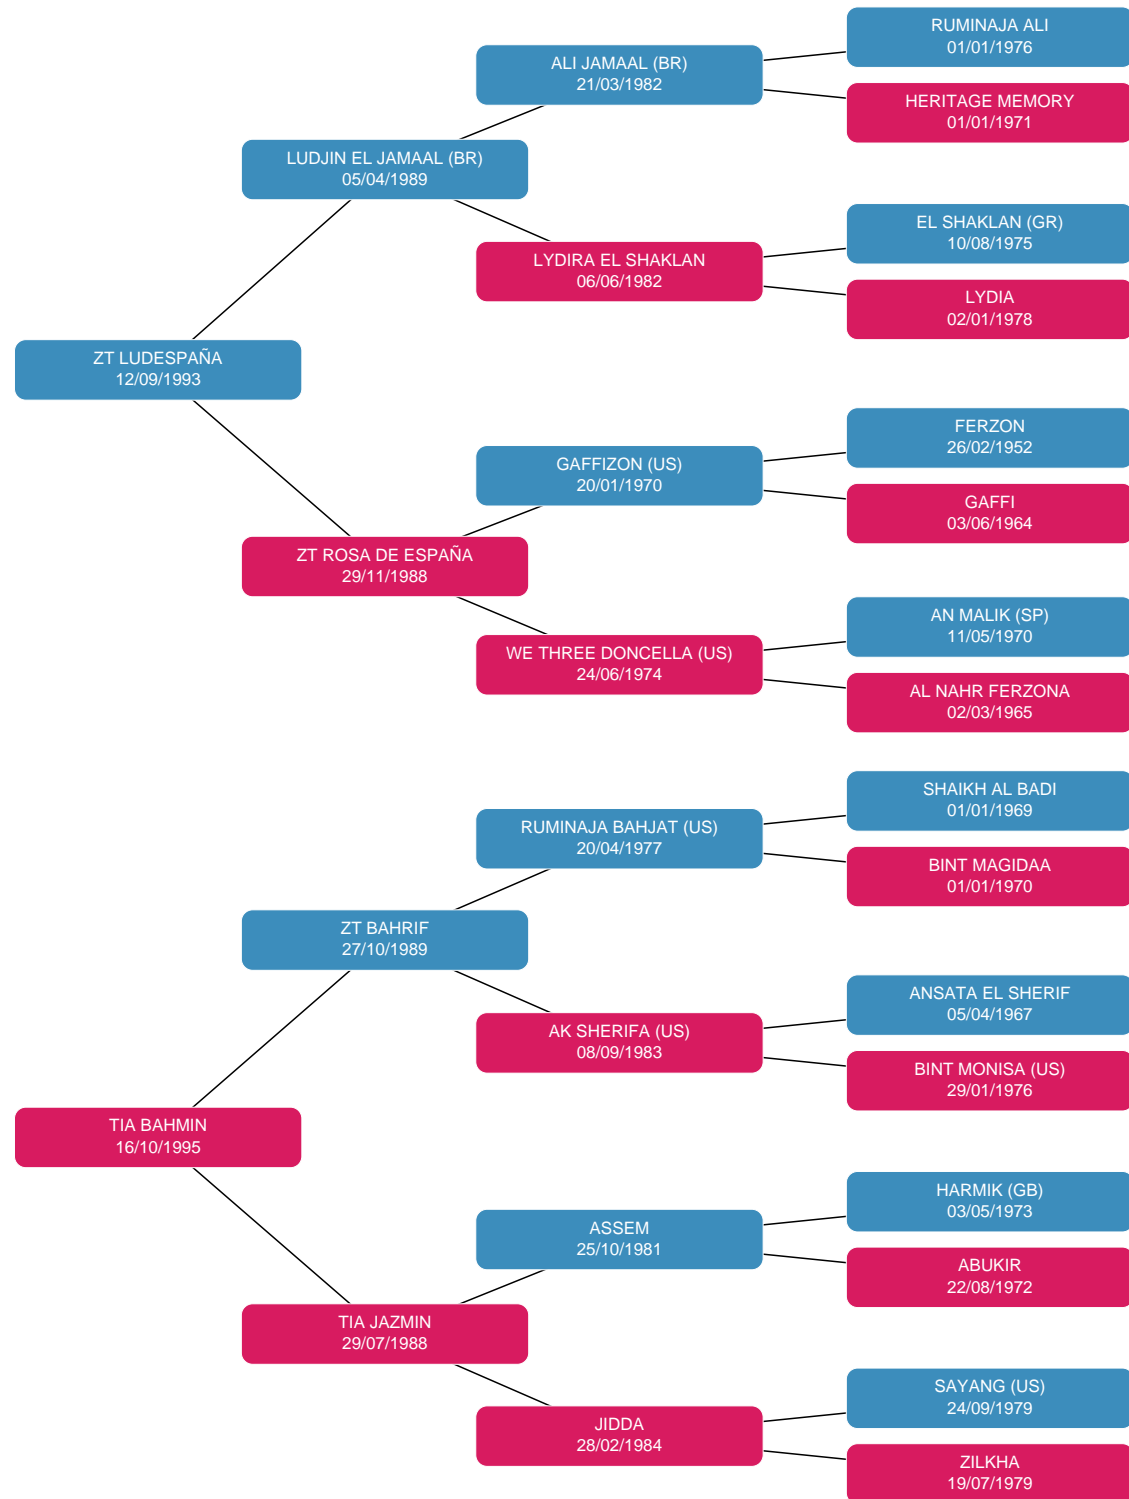 RUMINAJA ALI
01/01/1976
ALI JAMAAL (BR)
21/03/1982
HERITAGE MEMORY
01/01/1971
LUDJIN EL JAMAAL (BR)
05/04/1989
EL SHAKLAN (GR)
10/08/1975
LYDIRA EL SHAKLAN
06/06/1982
LYDIA
02/01/1978
ZT LUDESPAÑA
12/09/1993
FERZON
26/02/1952
GAFFIZON (US)
20/01/1970
GAFFI
03/06/1964
ZT ROSA DE ESPAÑA
29/11/1988
AN MALIK (SP)
11/05/1970
WE THREE DONCELLA (US)
24/06/1974
AL NAHR FERZONA
02/03/1965
SHAIKH AL BADI
01/01/1969
RUMINAJA BAHJAT (US)
20/04/1977
BINT MAGIDAA
01/01/1970
ZT BAHRIF
27/10/1989
ANSATA EL SHERIF
05/04/1967
AK SHERIFA (US)
08/09/1983
BINT MONISA (US)
29/01/1976
TIA BAHMIN
16/10/1995
HARMIK (GB)
03/05/1973
ASSEM
25/10/1981
ABUKIR
22/08/1972
TIA JAZMIN
29/07/1988
SAYANG (US)
24/09/1979
JIDDA
28/02/1984
ZILKHA
19/07/1979